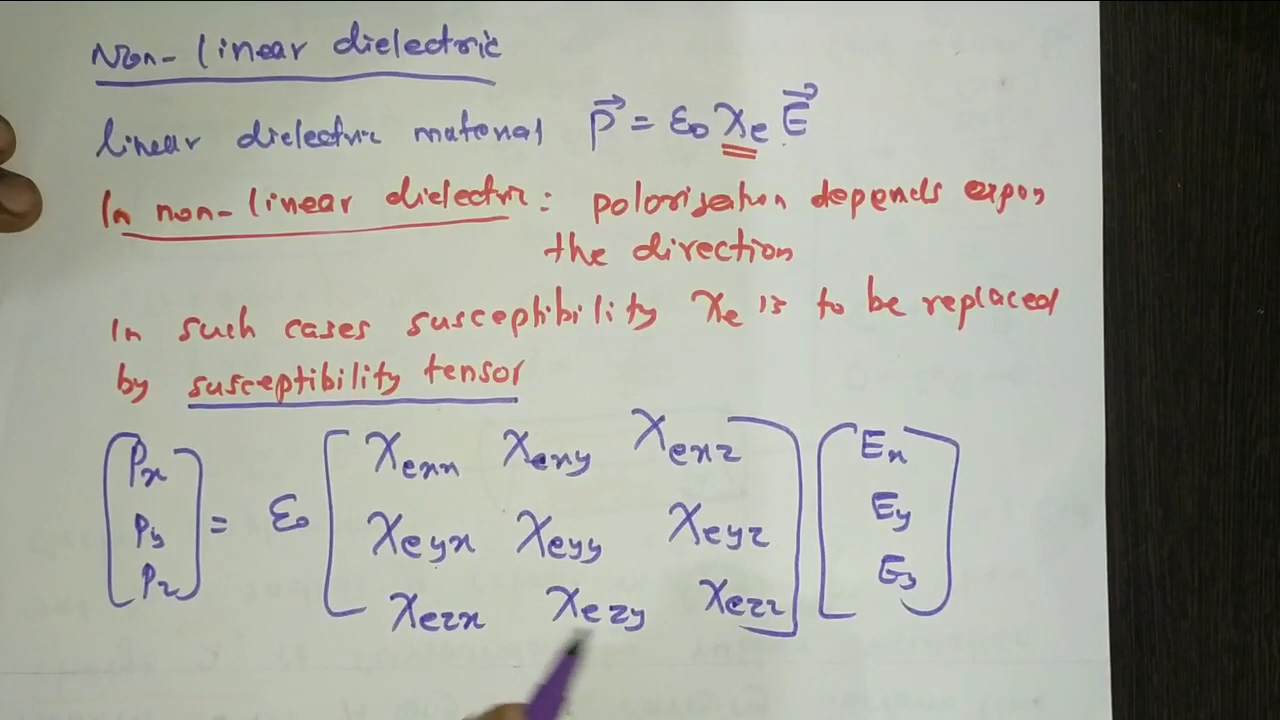 Non-linear dielectric
linear dielectric material P⃗ = ε₀ χe E⃗
In non-linear dielectric: polarisation depends upon
the direction
In such cases susceptibility χe is to be replaced
by susceptibility tensor
[Px Py Pz] = ε₀ [χexx χexy χexz
χeyx χeyy χeyz
χezx χezy χezz] [Ex Ey Ez]